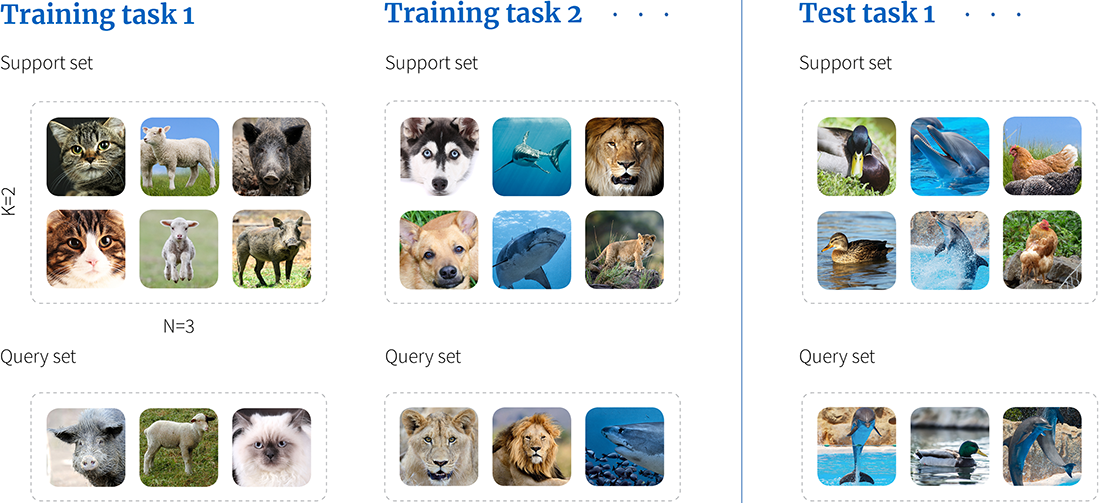 Training task 1
Training task 2 . . .
Test task 1 . . .
Support set
Support set
Support set
K=2
N=3
Query set
Query set
Query set